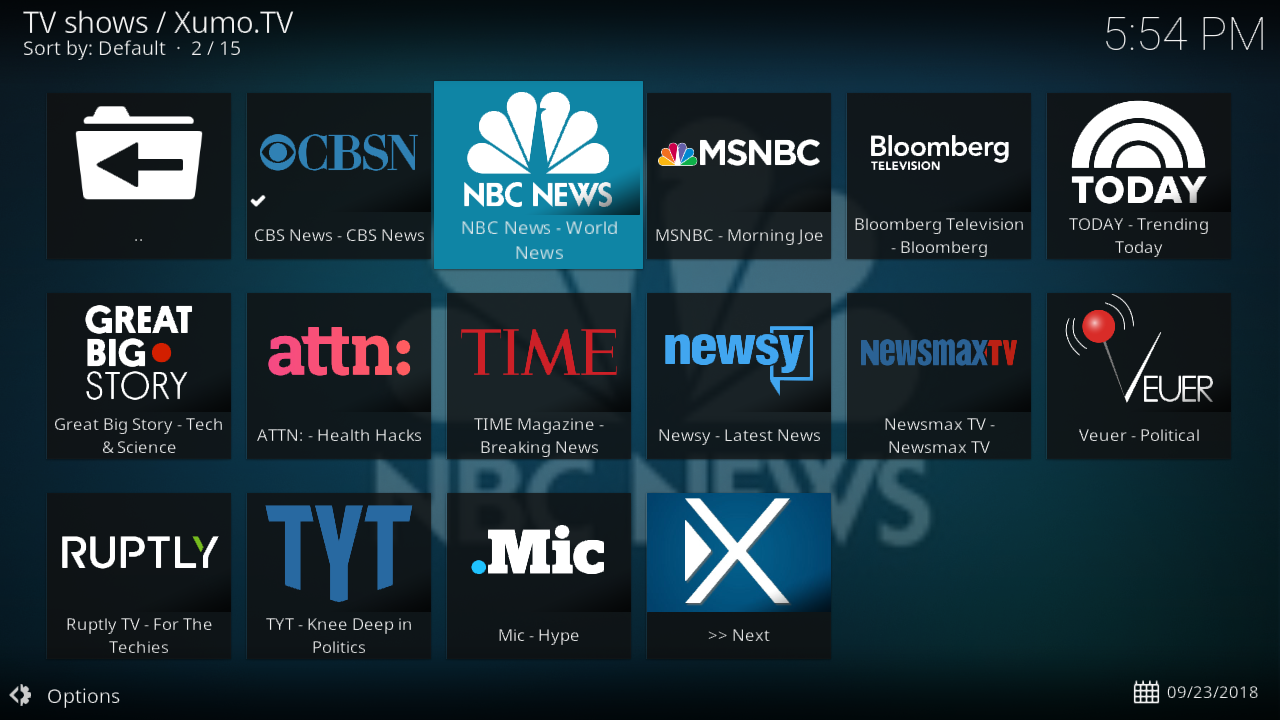 TV shows / Xumo.TV
Sort by: Default · 2 / 15
5:54 PM
CBSN
NBC NEWS
MSNBC
Bloomberg
TELEVISION
TODAY
..
CBS News - CBS News
NBC News - World
News
MSNBC - Morning Joe
Bloomberg Television
- Bloomberg
TODAY - Trending
Today
GREAT
BIG
STORY
attn:
TIME
newsy
NEWSMAXTV
VEUER
Great Big Story - Tech
& Science
ATTN: - Health Hacks
TIME Magazine -
Breaking News
Newsy - Latest News
Newsmax TV -
Newsmax TV
Veuer - Political
NBC NEWS
RUPTLY
TYT
.Mic
X
Ruptly TV - For The
Techies
TYT - Knee Deep in
Politics
Mic - Hype
>> Next
Options
09/23/2018